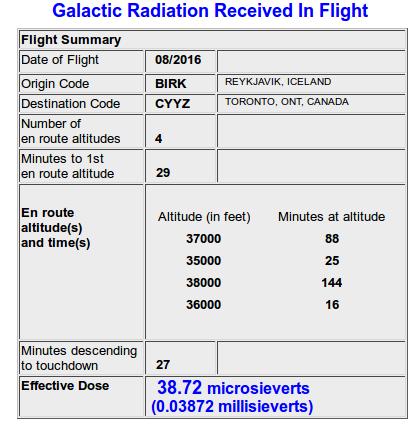 Galactic Radiation Received In Flight
Flight Summary
Date of Flight 08/2016
Origin Code BIRK REYKJAVIK, ICELAND
Destination Code CYYZ TORONTO, ONT, CANADA
Number of
en route altitudes 4
Minutes to 1st
en route altitude 29
En route
altitude(s)
and time(s)
Altitude (in feet) Minutes at altitude
37000 88
35000 25
38000 144
36000 16
Minutes descending
to touchdown 27
Effective Dose 38.72 microsieverts
(0.03872 millisieverts)